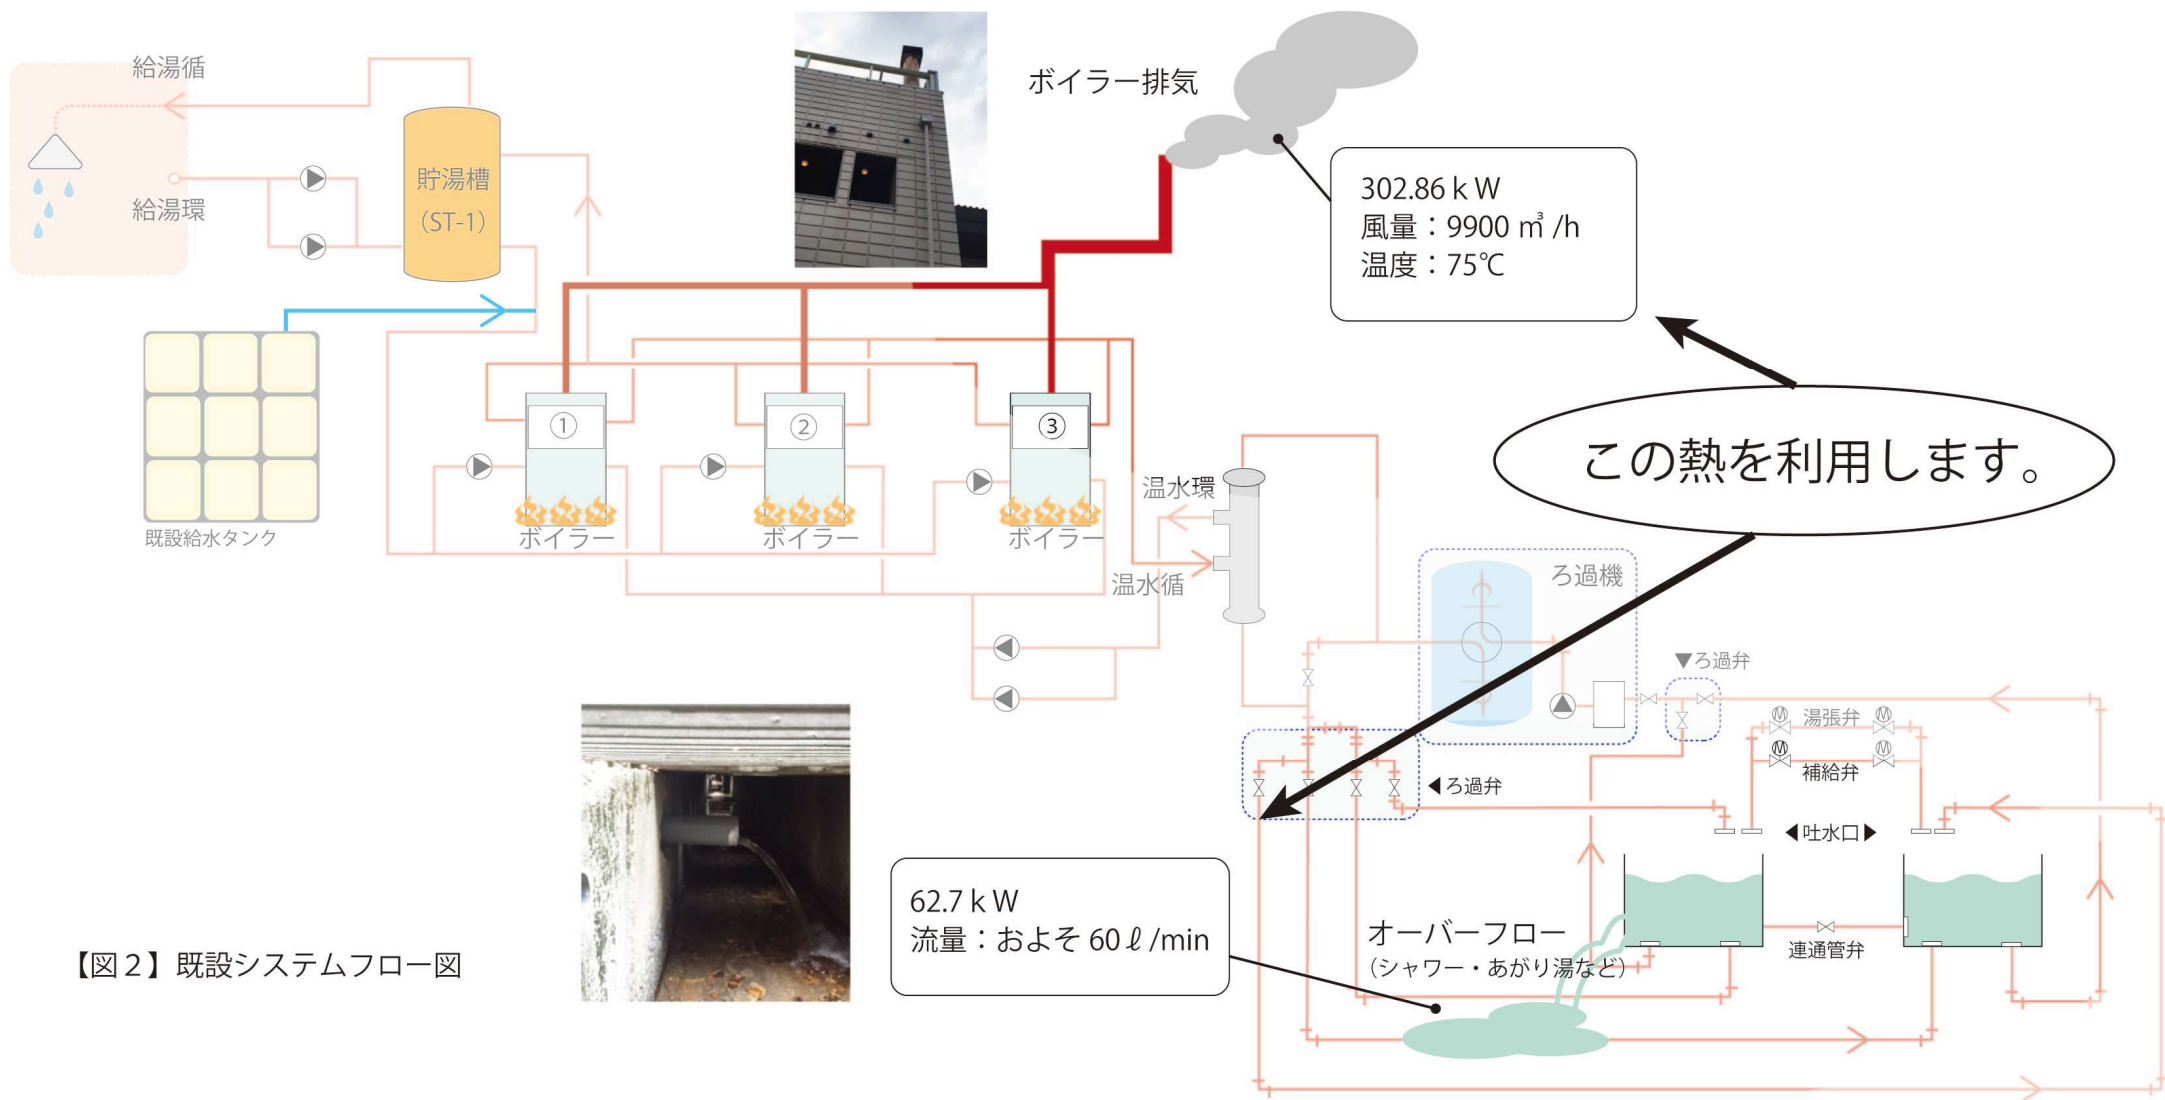 給湯循
給湯環
貯湯槽
（ST-1）
既設給水タンク
ボイラー排気
302.86ｋW
風量：9900 ㎥ /h
温度：75℃
この熱を利用します。
①
②
③
ボイラー
ボイラー
ボイラー
温水環
温水循
ろ過機
▼ろ過弁
M
湯張弁
M
M
補給弁
M
◀ろ過弁
◀吐水口▶
62.7ｋW
流量：およそ 60ℓ /min
オーバーフロー
（シャワー・あがり湯など）
連通管弁
【図２】既設システムフロー図